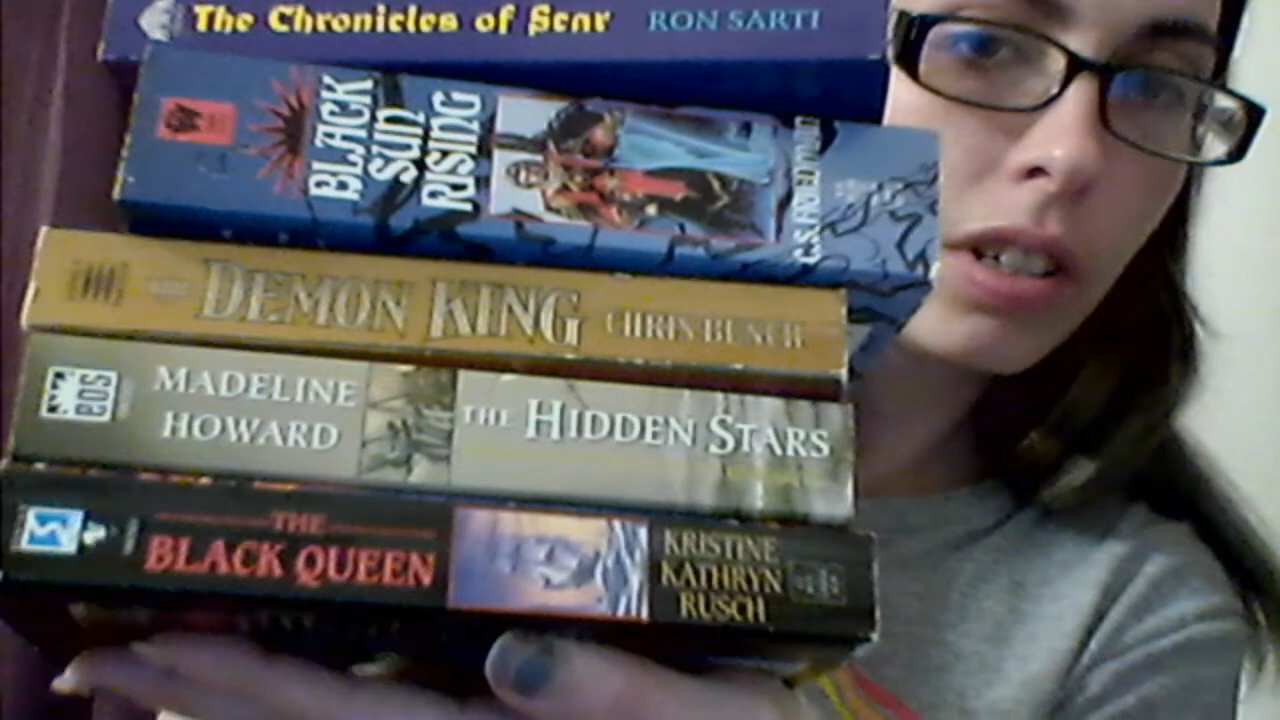 The Chronicles of Scar RON SARTI
BLACK
SUN
RISING
C.S. FRIEDMAN
DEMON KING CHRIS BUNCH
eos
MADELINE
HOWARD
THE HIDDEN STARS
THE
BLACK QUEEN
KRISTINE
KATHRYN
RUSCH